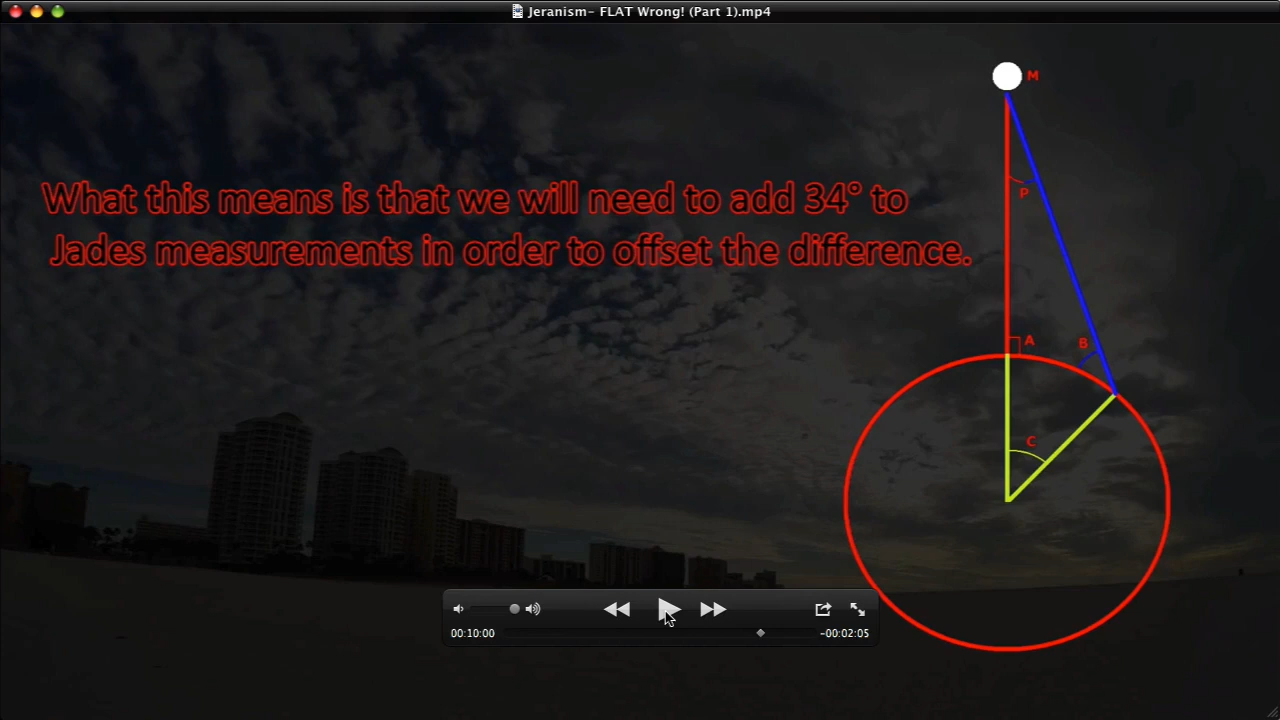 Jeranism- FLAT Wrong! (Part 1).mp4
M
What this means is that we will need to add 34° to
Jades measurements in order to offset the difference.
P
A
B
C
00:10:00
-00:02:05